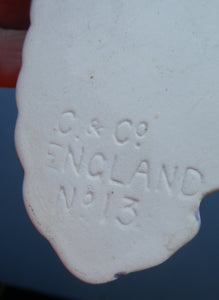 C. & Cº
ENGLAND
Nº 13